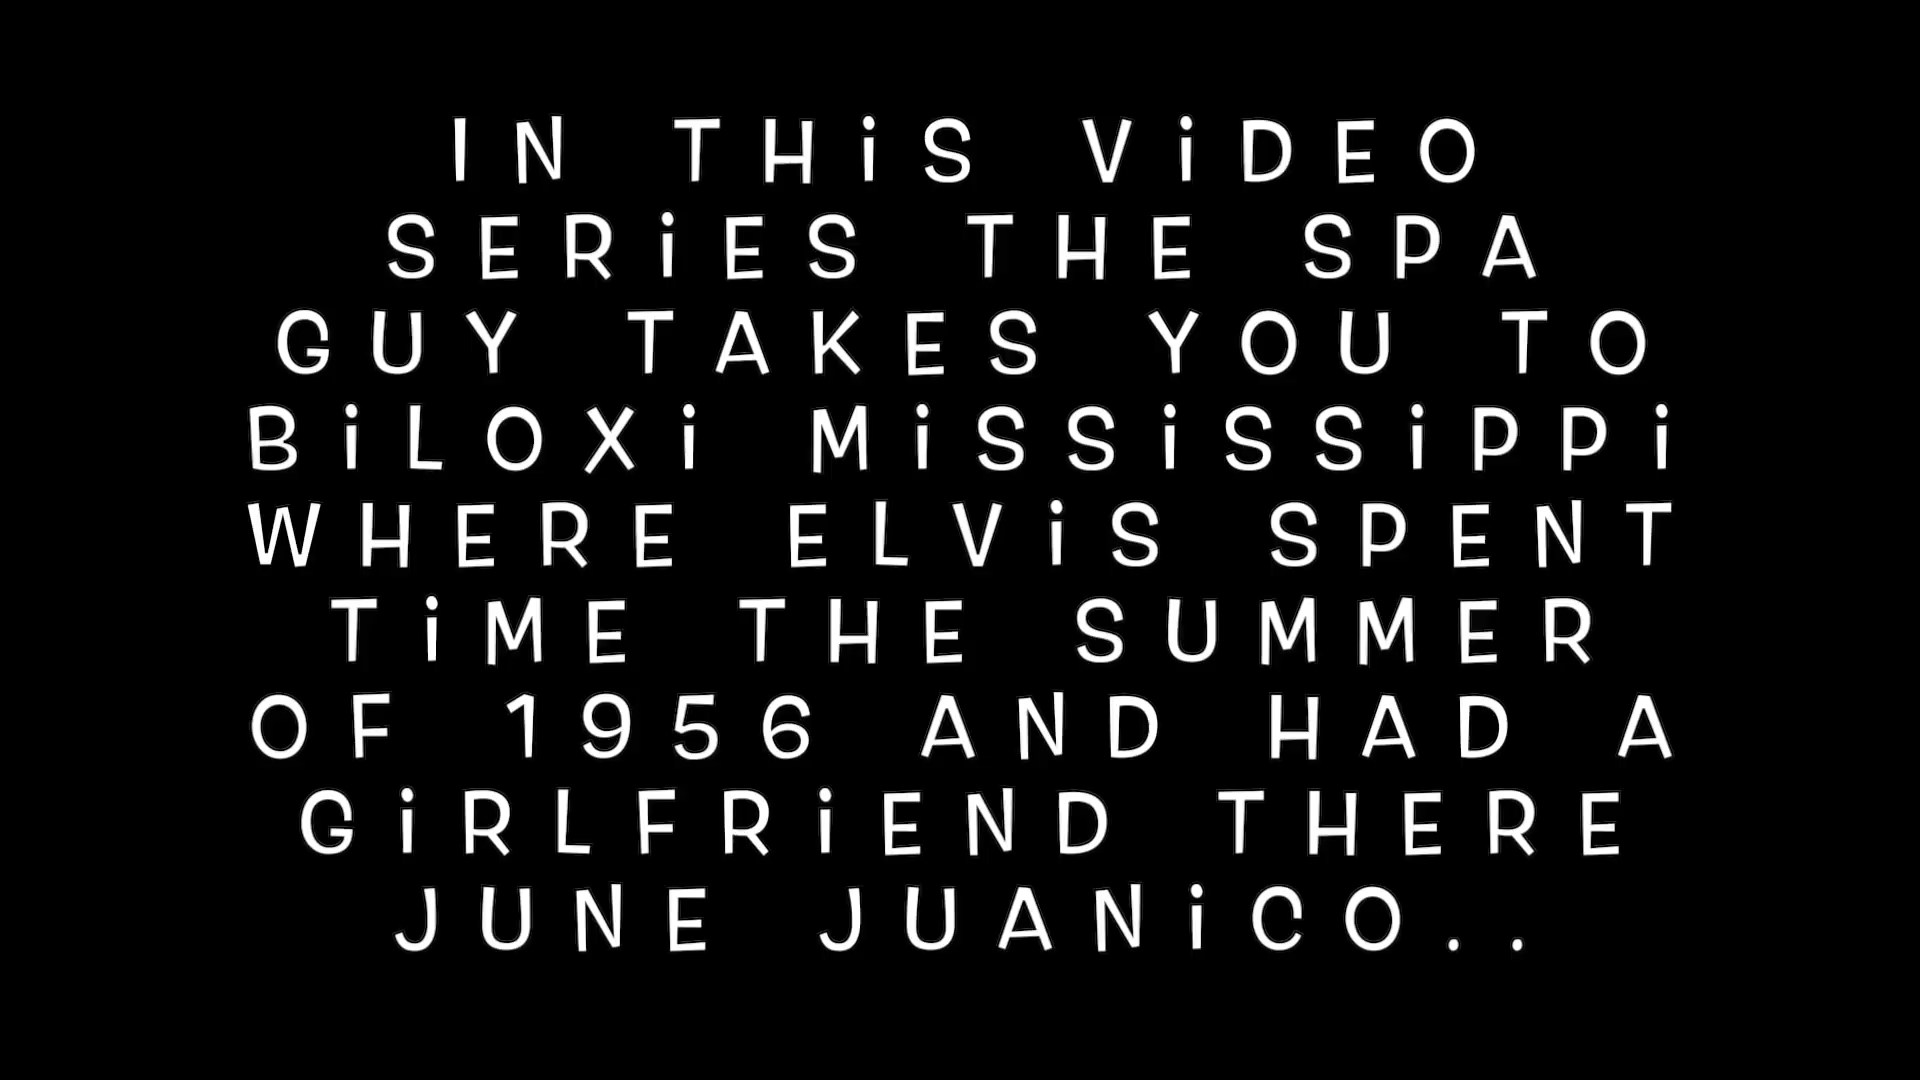 IN THiS ViDEO
SERiES THE SPA
GUY TAKES YOU TO
BiLOXi MiSSiSSiPPi
WHERE ELViS SPENT
TiME THE SUMMER
OF 1956 AND HAD A
GiRLFRiEND THERE
JUNE JUANiCO..